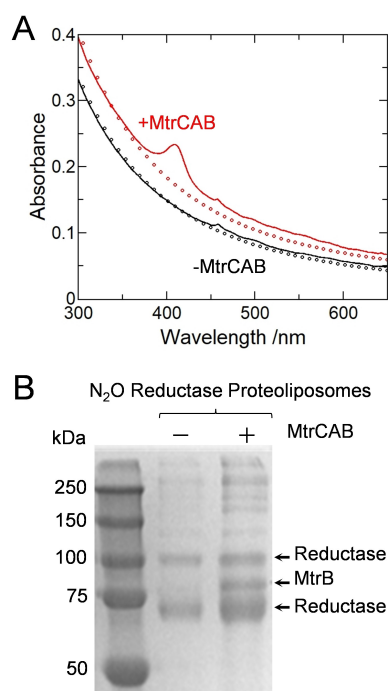 A
0.4
0.3
0.2
0.1
0
Absorbance
+MtrCAB
-MtrCAB
300 400 500 600
Wavelength /nm
B
N₂O Reductase Proteoliposomes
kDa
− + MtrCAB
250
150
100
75
50
Reductase
MtrB
Reductase